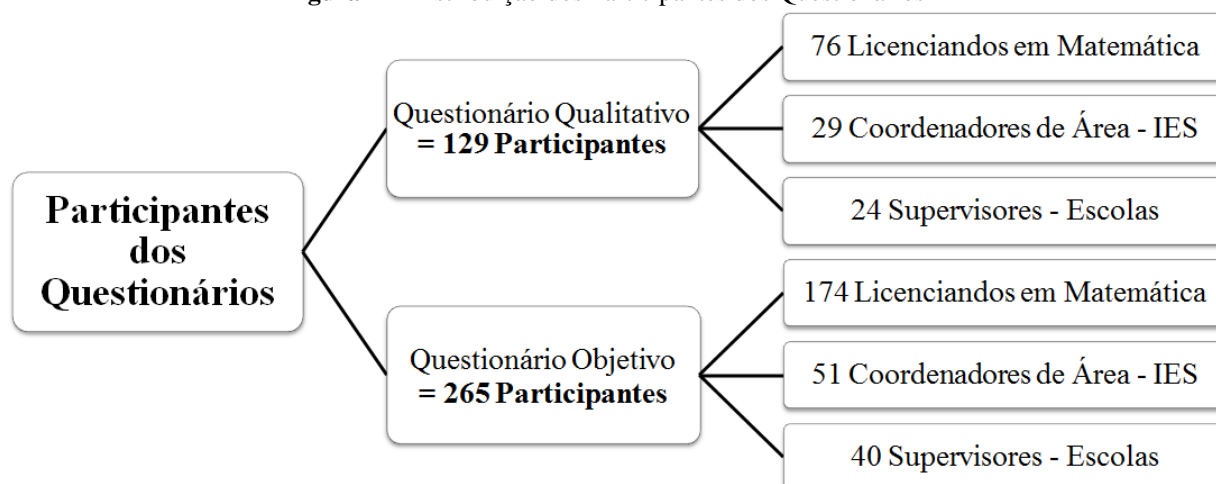 Participantes
dos
Questionários
Questionário Qualitativo
= 129 Participantes
76 Licenciandos em Matemática
29 Coordenadores de Área - IES
24 Supervisores - Escolas
Questionário Objetivo
= 265 Participantes
174 Licenciandos em Matemática
51 Coordenadores de Área - IES
40 Supervisores - Escolas